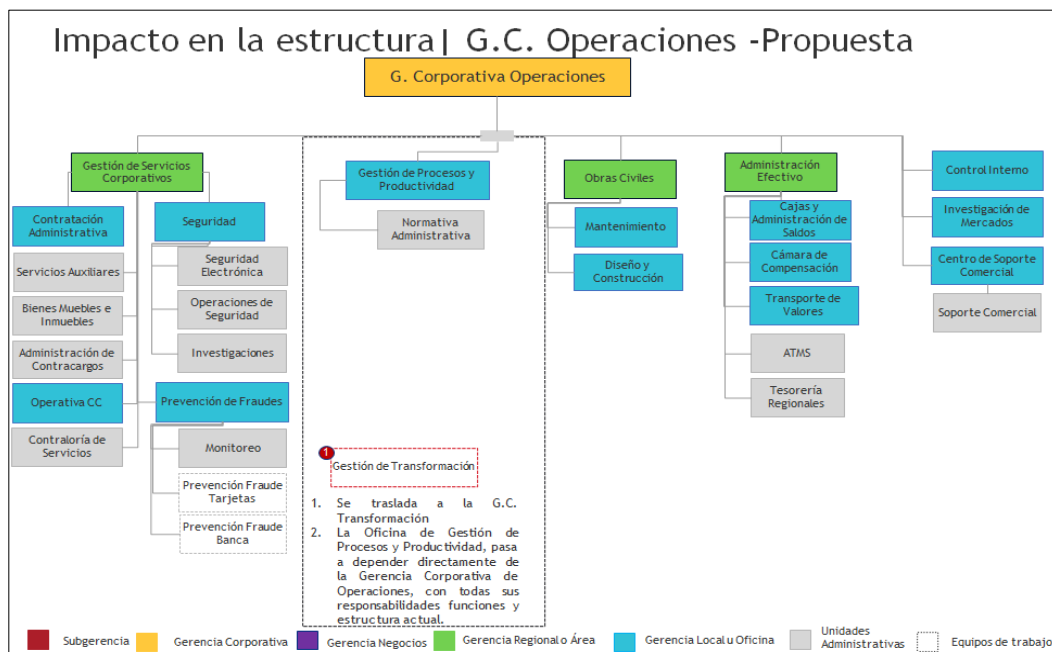 Impacto en la estructura| G.C. Operaciones -Propuesta
G. Corporativa Operaciones
Gestión de Servicios
Corporativos
Contratación
Administrativa
Servicios Auxiliares
Bienes Muebles e
Inmuebles
Administración de
Contracargos
Operativa CC
Contraloría de
Servicios
Seguridad
Seguridad
Electrónica
Operaciones de
Seguridad
Investigaciones
Prevención de Fraudes
Monitoreo
Prevención Fraude
Tarjetas
Prevención Fraude
Banca
Gestión de Procesos y
Productividad
Normativa
Administrativa
1
Gestión de Transformación
1. Se traslada a la G.C.
Transformación
2. La Oficina de Gestión de
Procesos y Productividad, pasa
a depender directamente de
la Gerencia Corporativa de
Operaciones, con todas sus
responsabilidades funciones y
estructura actual.
Obras Civiles
Mantenimiento
Diseño y
Construcción
Administración
Efectivo
Cajas y
Administración de
Saldos
Cámara de
Compensación
Transporte de
Valores
ATMS
Tesorería
Regionales
Control Interno
Investigación de
Mercados
Centro de Soporte
Comercial
Soporte Comercial
Subgerencia
Gerencia Corporativa
Gerencia Negocios
Gerencia Regional o Área
Gerencia Local u Oficina
Unidades
Administrativas
Equipos de trabajo